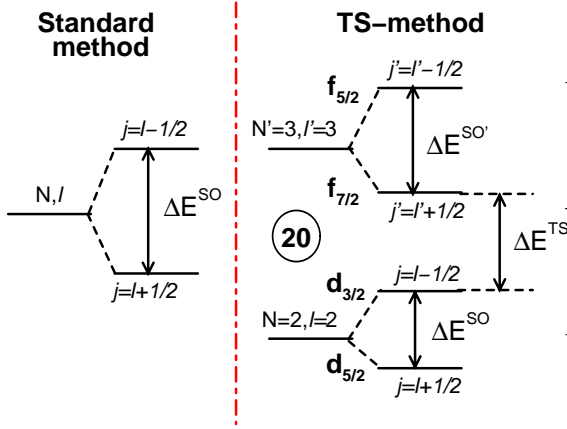 Standard
method
j=l−1/2
N,l
ΔE^SO
j=l+1/2
TS−method
j'=l'−1/2
f5/2
N'=3,l'=3
ΔE^SO'
f7/2
j'=l'+1/2
20
ΔE^TS
d3/2
j=l−1/2
N=2,l=2
ΔE^SO
d5/2
j=l+1/2